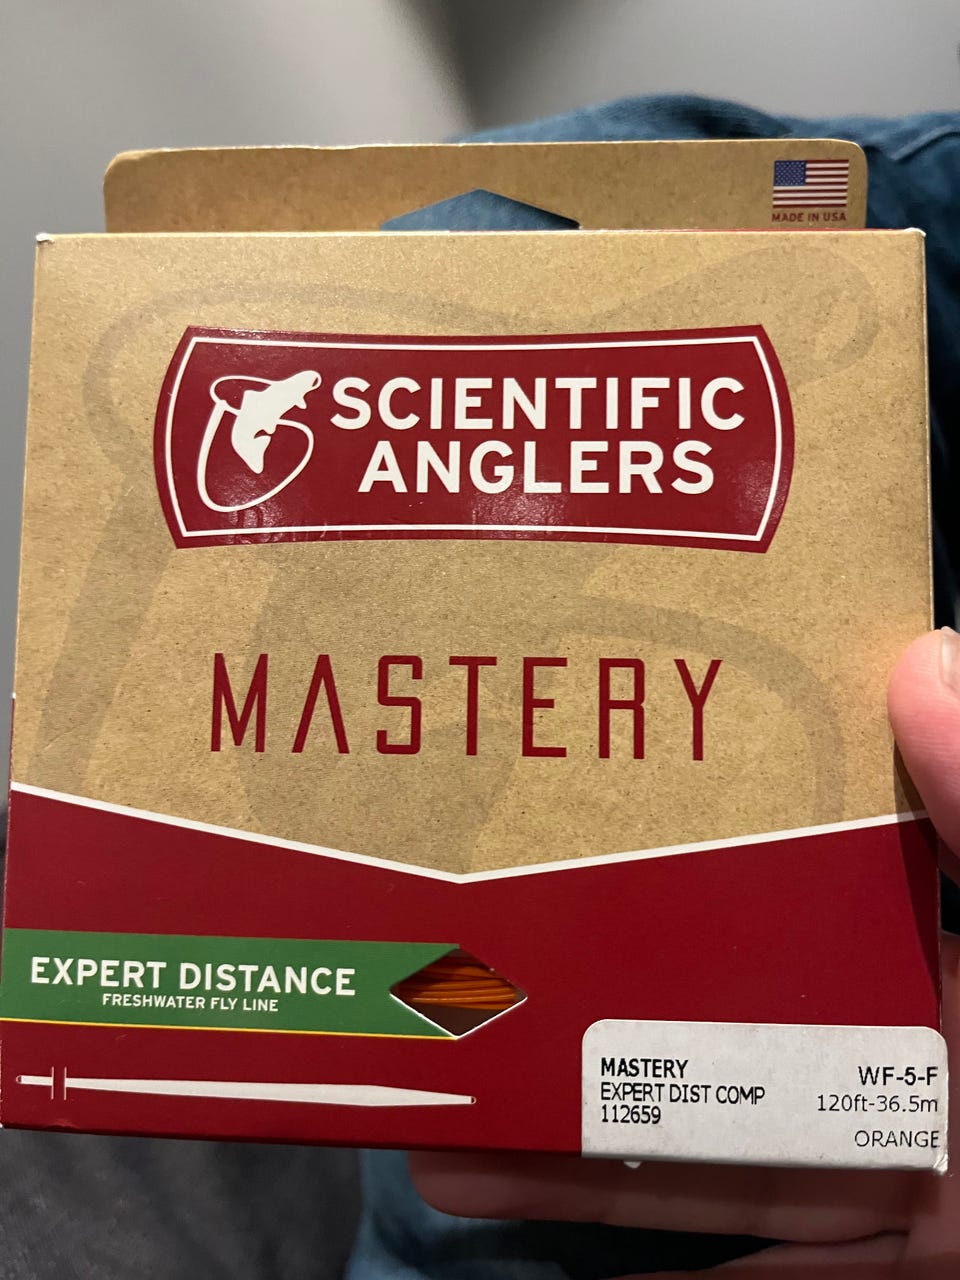 MADE IN USA
SCIENTIFIC
ANGLERS
MASTERY
EXPERT DISTANCE
FRESHWATER FLY LINE
MASTERY
EXPERT DIST COMP
112659
WF-5-F
120ft-36.5m
ORANGE